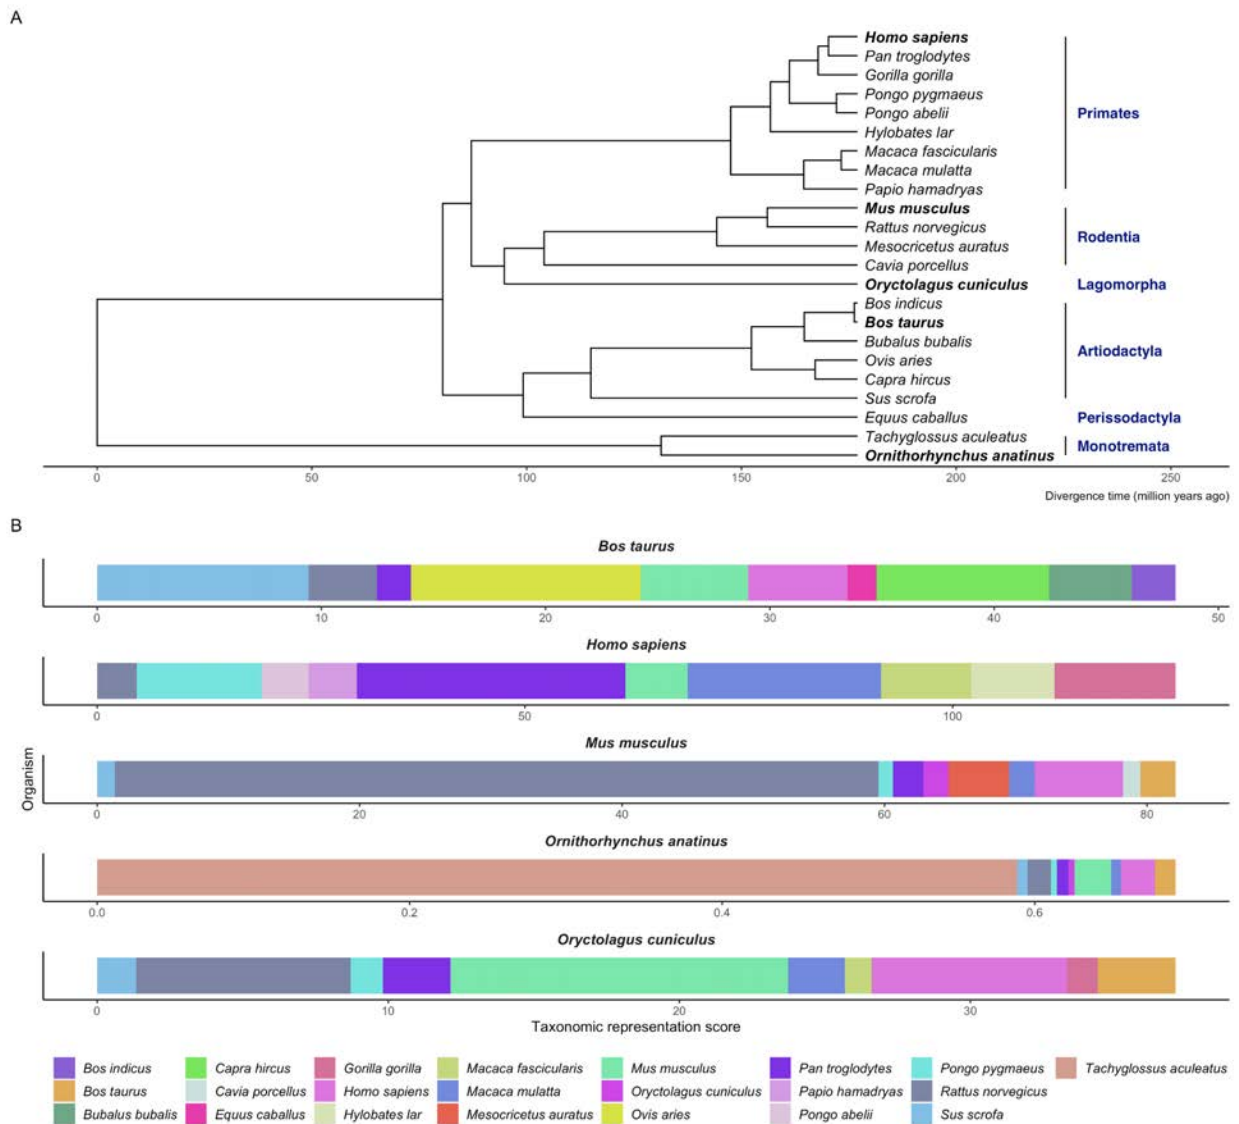 A
Homo sapiens
Pan troglodytes
Gorilla gorilla
Pongo pygmaeus
Pongo abelii
Primates
Hylobates lar
Macaca fascicularis
Macaca mulatta
Papio hamadryas
Mus musculus
Rattus norvegicus
Rodentia
Mesocricetus auratus
Cavia porcellus
Oryctolagus cuniculus Lagomorpha
Bos indicus
Bos taurus
Bubalus bubalis
Artiodactyla
Ovis aries
Capra hircus
Sus scrofa
Equus caballus Perissodactyla
Tachyglossus aculeatus
Monotremata
Ornithorhynchus anatinus
0 50 100 150 200 250
Divergence time (million years ago)
B
Bos taurus
0 10 20 30 40 50
Homo sapiens
0 50 100
Mus musculus
Organism
0 20 40 60 80
Ornithorhynchus anatinus
0.0 0.2 0.4 0.6
Oryctolagus cuniculus
0 10 20 30
Taxonomic representation score
Bos indicus Capra hircus Gorilla gorilla Macaca fascicularis Mus musculus Pan troglodytes Pongo pygmaeus Tachyglossus aculeatus
Bos taurus Cavia porcellus Homo sapiens Macaca mulatta Oryctolagus cuniculus Papio hamadryas Rattus norvegicus
Bubalus bubalis Equus caballus Hylobates lar Mesocricetus auratus Ovis aries Pongo abelii Sus scrofa